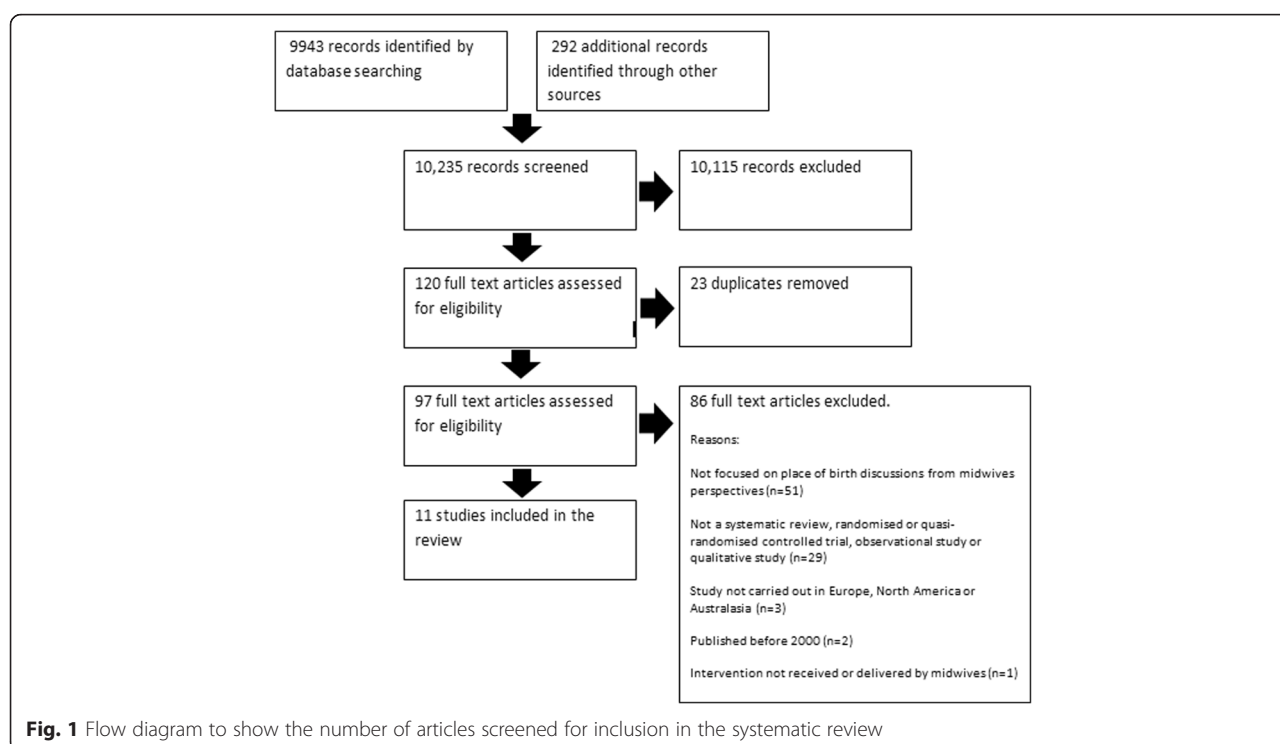 9943 records identified by
database searching
292 additional records
identified through other
sources
10,235 records screened
10,115 records excluded
120 full text articles assessed
for eligibility
23 duplicates removed
97 full text articles assessed
for eligibility
86 full text articles excluded.
Reasons:
Not focused on place of birth discussions from midwives
perspectives (n=51)
Not a systematic review, randomised or quasi-
randomised controlled trial, observational study or
qualitative study (n=29)
Study not carried out in Europe, North America or
Australasia (n=3)
Published before 2000 (n=2)
Intervention not received or delivered by midwives (n=1)
11 studies included in the
review
Fig. 1 Flow diagram to show the number of articles screened for inclusion in the systematic review